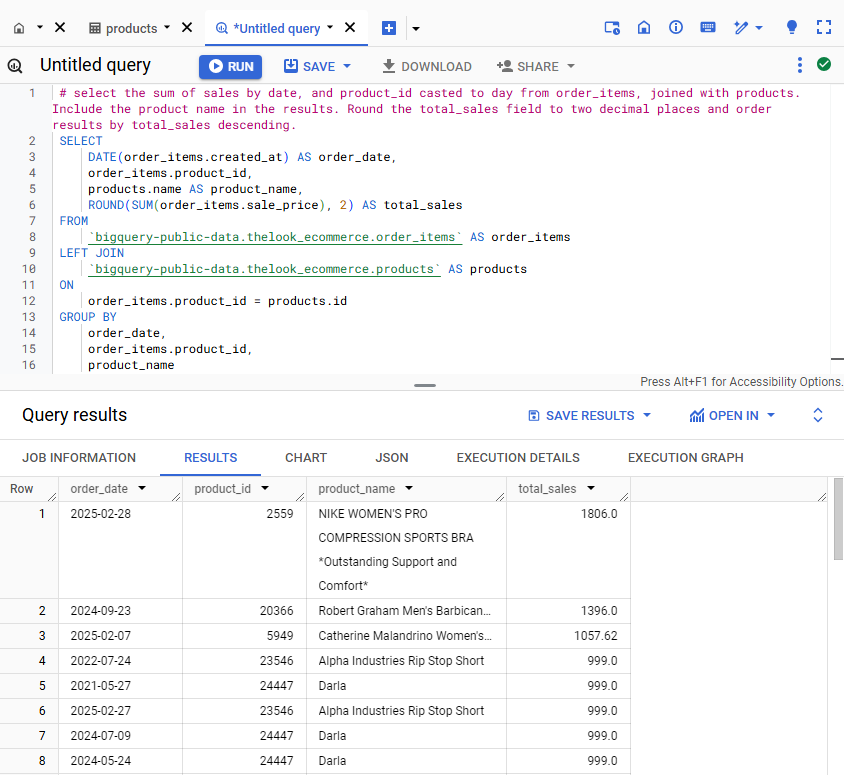 products
*Untitled query
Untitled query RUN SAVE DOWNLOAD SHARE
1 # select the sum of sales by date, and product_id casted to day from order_items, joined with products.
Include the product name in the results. Round the total_sales field to two decimal places and order
results by total_sales descending.
2 SELECT
3 DATE(order_items.created_at) AS order_date,
4 order_items.product_id,
5 products.name AS product_name,
6 ROUND(SUM(order_items.sale_price), 2) AS total_sales
7 FROM
8 `bigquery-public-data.thelook_ecommerce.order_items` AS order_items
9 LEFT JOIN
10 `bigquery-public-data.thelook_ecommerce.products` AS products
11 ON
12 order_items.product_id = products.id
13 GROUP BY
14 order_date,
15 order_items.product_id,
16 product_name
Press Alt+F1 for Accessibility Options.
Query results SAVE RESULTS OPEN IN
JOB INFORMATION RESULTS CHART JSON EXECUTION DETAILS EXECUTION GRAPH
Row order_date product_id product_name total_sales
1 2025-02-28 2559 NIKE WOMEN'S PRO 1806.0
COMPRESSION SPORTS BRA
*Outstanding Support and
Comfort*
2 2024-09-23 20366 Robert Graham Men's Barbican... 1396.0
3 2025-02-07 5949 Catherine Malandrino Women's... 1057.62
4 2022-07-24 23546 Alpha Industries Rip Stop Short 999.0
5 2021-05-27 24447 Darla 999.0
6 2025-02-27 23546 Alpha Industries Rip Stop Short 999.0
7 2024-07-09 24447 Darla 999.0
8 2024-05-24 24447 Darla 999.0